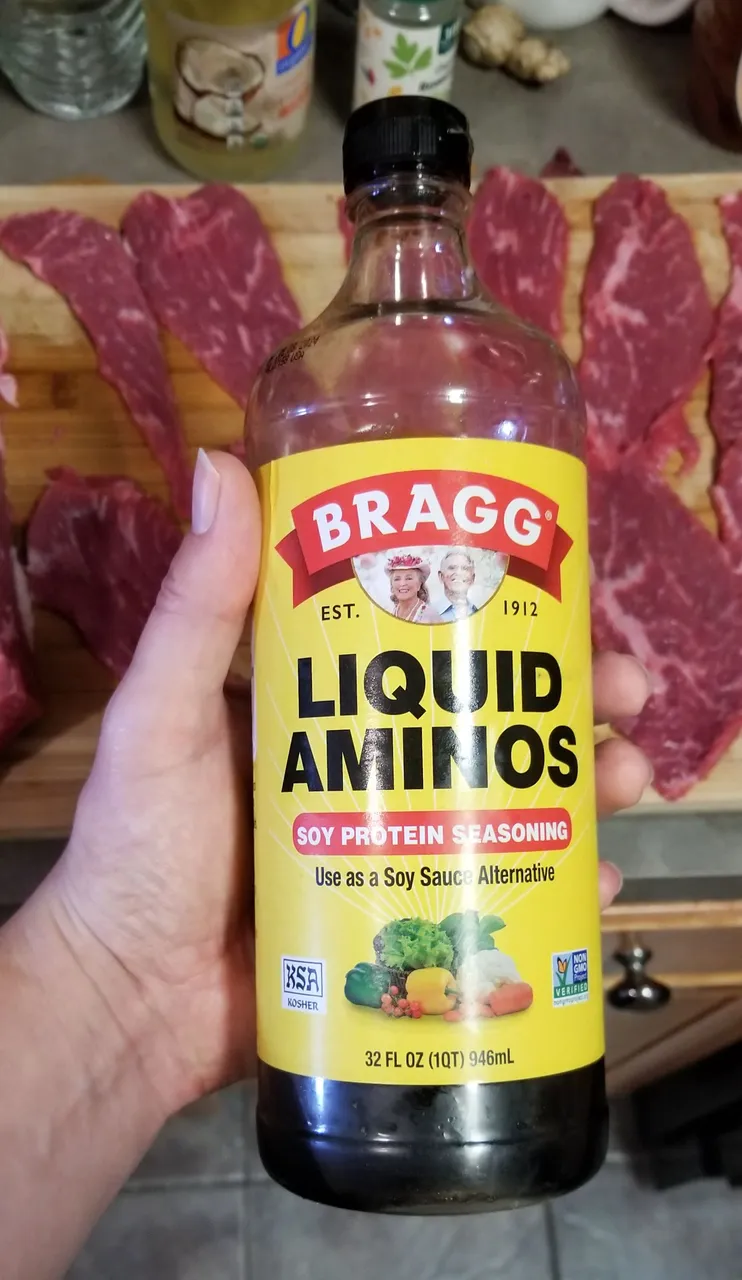 BRAGG®
EST. 1912
LIQUID
AMINOS
SOY PROTEIN SEASONING
Use as a Soy Sauce Alternative
KSA
KOSHER
NON
GMO
Project
VERIFIED
32 FL OZ (1QT) 946mL